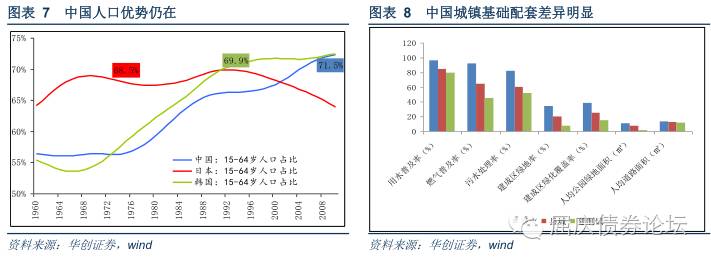 图表 7 中国人口优势仍在
75%
70%
65%
60%
55%
50%
68.5%
69.9%
71.5%
中国：15-64岁人口占比
日本：15-64岁人口占比
韩国：15-64岁人口占比
1960 1964 1968 1972 1976 1980 1984 1988 1992 1996 2000 2004 2008
资料来源：华创证券，wind
图表 8 中国城镇基础配套差异明显
120
100
80
60
40
20
0
用水普及率（%）
燃气普及率（%）
污水处理率（%）
建成区绿地率（%）
建成区绿化覆盖率（%）
人均公园绿地面积（㎡）
人均道路面积（㎡）
屈庆债券论坛
资料来源：华创证券，wind